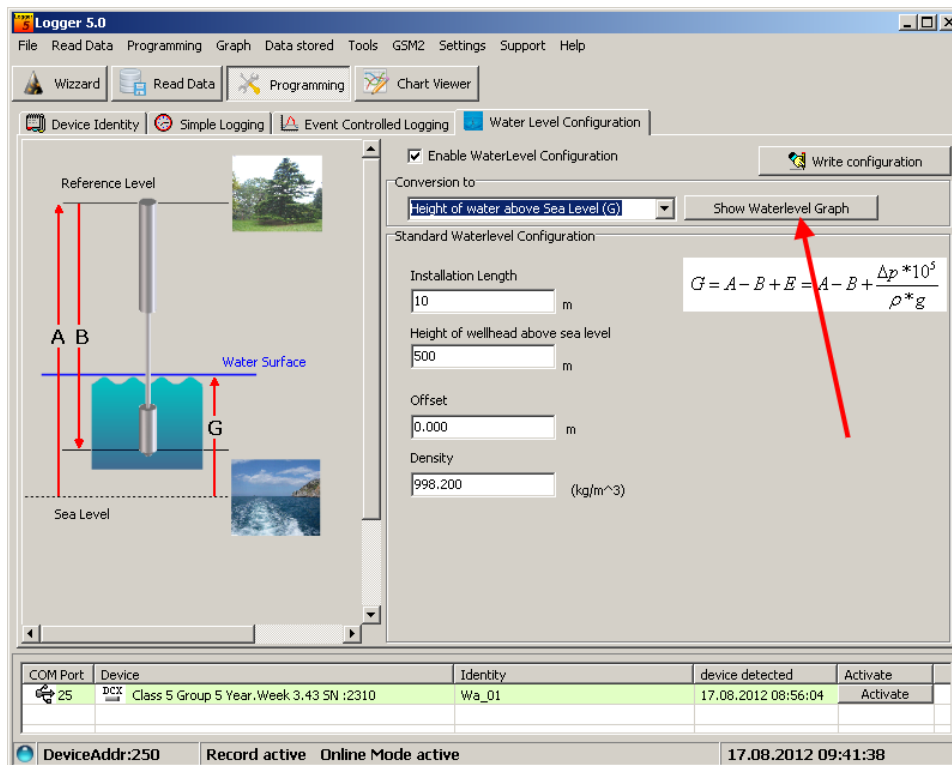 Logger 5.0
File Read Data Programming Graph Data stored Tools GSM2 Settings Support Help
Wizzard Read Data Programming Chart Viewer
Device Identity Simple Logging Event Controlled Logging Water Level Configuration
Enable WaterLevel Configuration
Write configuration
Conversion to
Height of water above Sea Level (G)
Show Waterlevel Graph
Standard Waterlevel Configuration
Installation Length
10 m
Height of wellhead above sea level
500 m
Offset
0.000 m
Density
998.200 (kg/m^3)
G = A − B + E = A − B + Δp *10⁵ / ρ * g
Reference Level
A B
Water Surface
G
Sea Level
COM Port Device Identity device detected Activate
25 DCX Class 5 Group 5 Year.Week 3.43 SN :2310 Wa_01 17.08.2012 08:56:04 Activate
DeviceAddr:250 Record active Online Mode active 17.08.2012 09:41:38